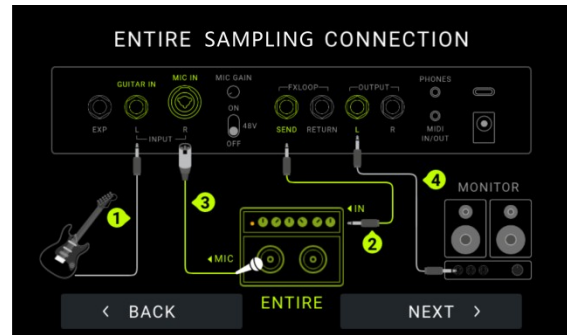 ENTIRE SAMPLING CONNECTION
GUITAR IN
MIC IN
MIC GAIN
FXLOOP
OUTPUT
PHONES
ON
48V
OFF
EXP
L
INPUT
R
SEND
RETURN
L
R
MIDI
IN/OUT
1
3
2
4
◄IN
◄MIC
MONITOR
ENTIRE
< BACK
NEXT >